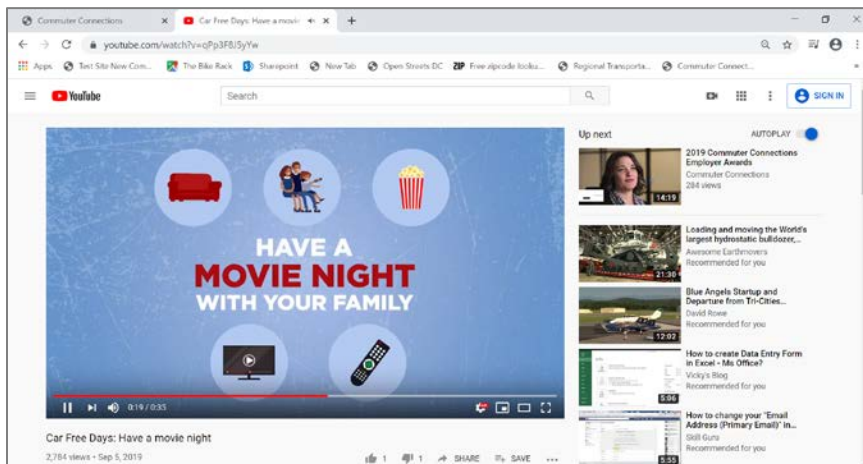 Commuter Connections
Car Free Days: Have a movie
youtube.com/watch?v=qPp3F8J5yYw
Apps
Test Site New Com...
The Bike Rack
Sharepoint
New Tab
Open Streets DC
ZIP Free zipcode looku...
Regional Transporta...
Commuter Connect...
YouTube
Search
SIGN IN
HAVE A
MOVIE NIGHT
WITH YOUR FAMILY
0:19 / 0:35
Car Free Days: Have a movie night
2,784 views • Sep 5, 2019
1
1
SHARE
SAVE
Up next
AUTOPLAY
2019 Commuter Connections
Employer Awards
Commuter Connections
284 views
14:19
Loading and moving the World's
largest hydrostatic bulldozer,...
Awesome Earthmovers
Recommended for you
21:30
Blue Angels Startup and
Departure from Tri-Cities...
David Rowe
Recommended for you
12:02
How to create Data Entry Form
in Excel - Ms Office?
Vicky's Blog
Recommended for you
5:06
How to change your "Email
Address (Primary Email)" in...
Skill Guru
Recommended for you
5:55